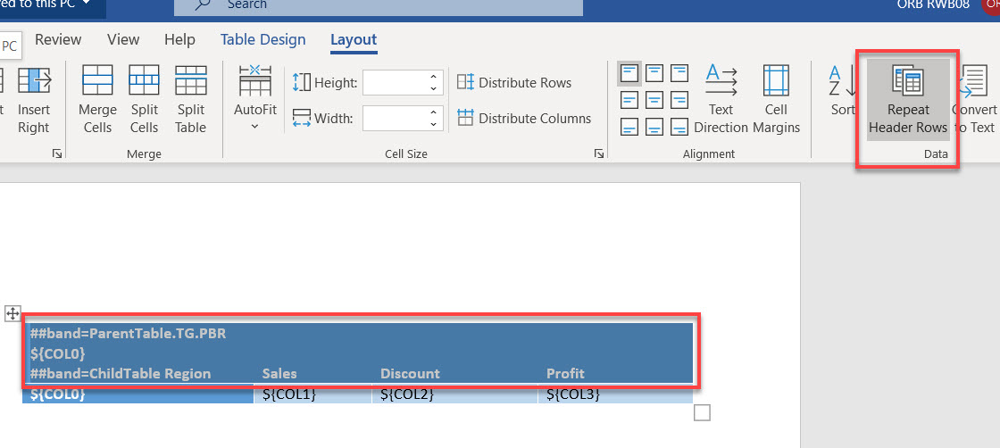 ed to this PC
Search
ORB RWB08
OR
PC
Review View Help Table Design Layout
Insert Right
Merge Cells
Split Cells
Split Table
AutoFit
Height:
Width:
Distribute Rows
Distribute Columns
Text Direction
Cell Margins
Sort
Repeat Header Rows
Convert to Text
Merge
Cell Size
Alignment
Data
##band=ParentTable.TG.PBR
${COL0}
##band=ChildTable Region Sales Discount Profit
${COL0} ${COL1} ${COL2} ${COL3}